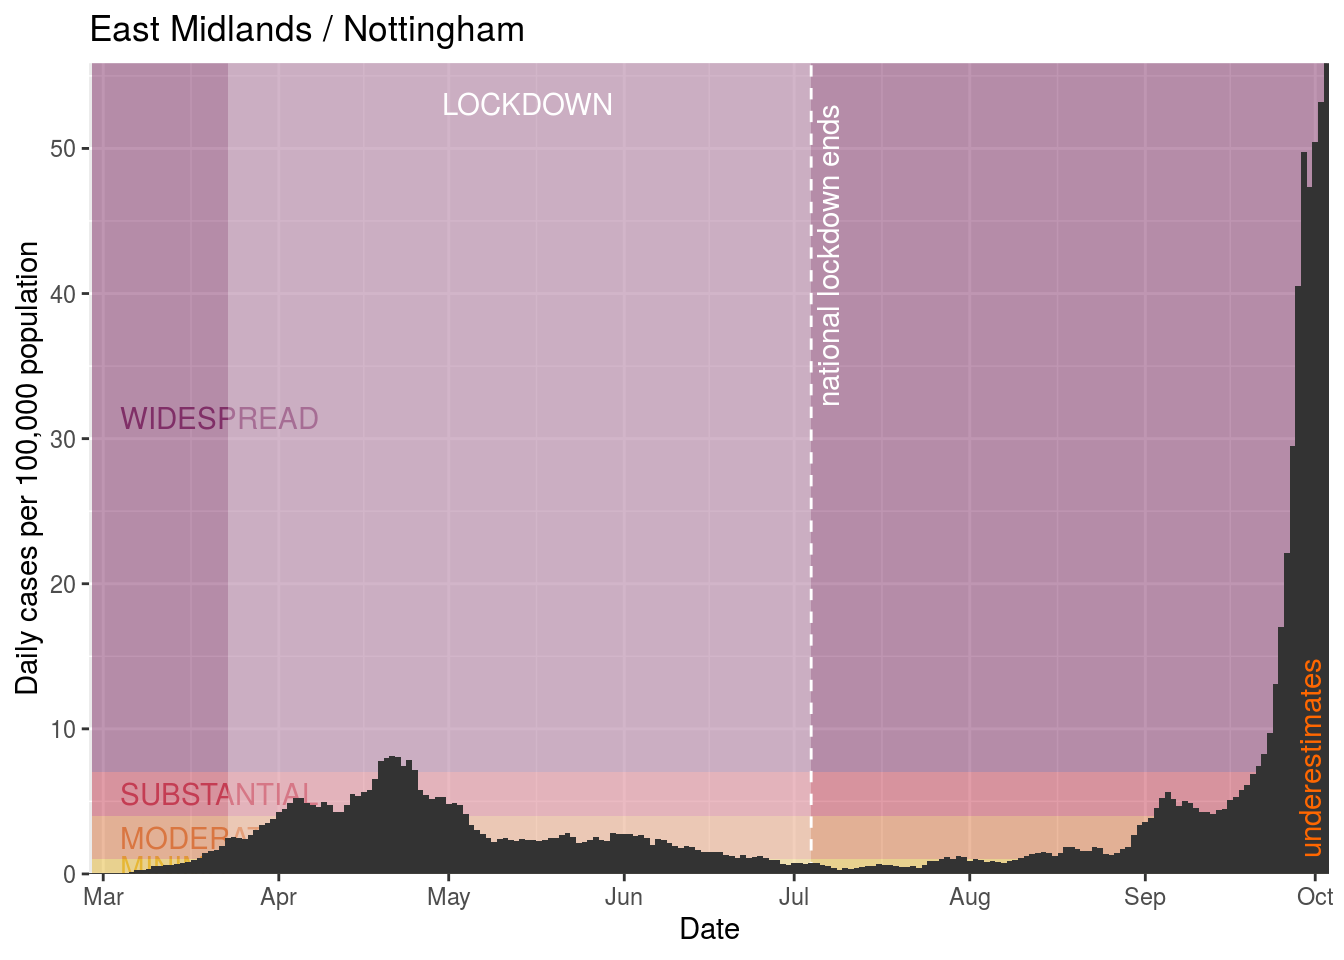 East Midlands / Nottingham
LOCKDOWN
national lockdown ends
WIDESPREAD
SUBSTANTIAL
underestimates
Daily cases per 100,000 population
50
40
30
20
10
0
Mar Apr May Jun Jul Aug Sep Oct
Date